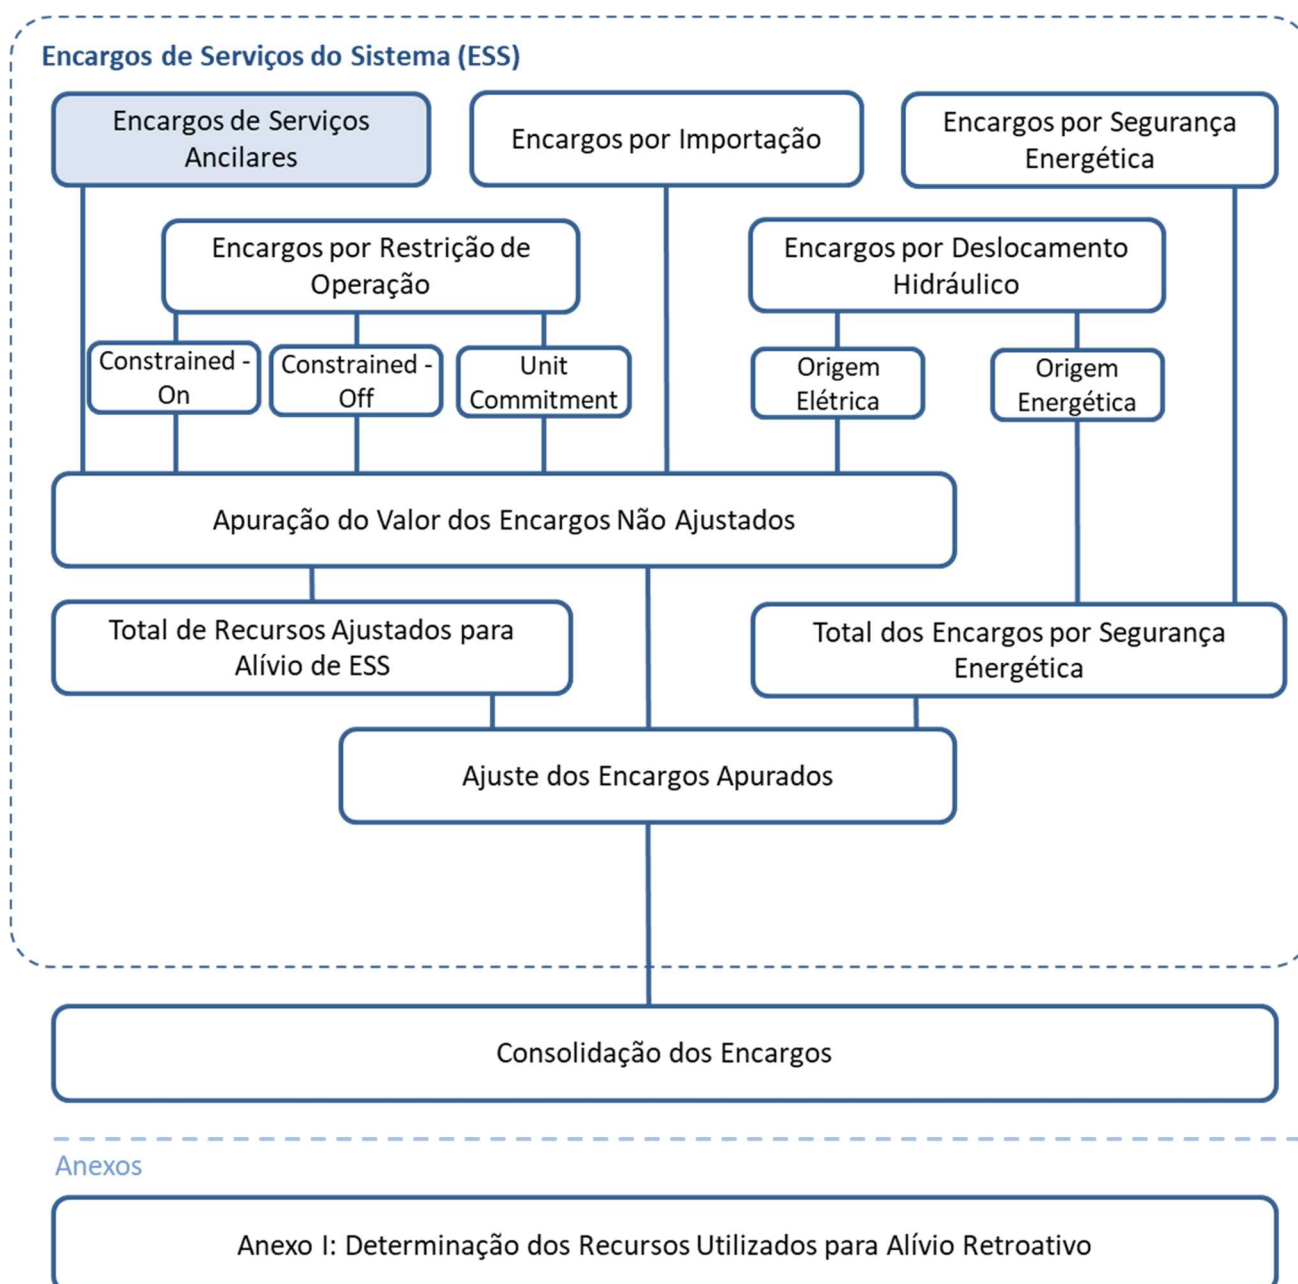 Encargos de Serviços do Sistema (ESS)
Encargos de Serviços
Ancilares
Encargos por Importação
Encargos por Segurança
Energética
Encargos por Restrição de
Operação
Encargos por Deslocamento
Hidráulico
Constrained -
On
Constrained -
Off
Unit
Commitment
Origem
Elétrica
Origem
Energética
Apuração do Valor dos Encargos Não Ajustados
Total de Recursos Ajustados para
Alívio de ESS
Total dos Encargos por Segurança
Energética
Ajuste dos Encargos Apurados
Consolidação dos Encargos
Anexos
Anexo I: Determinação dos Recursos Utilizados para Alívio Retroativo